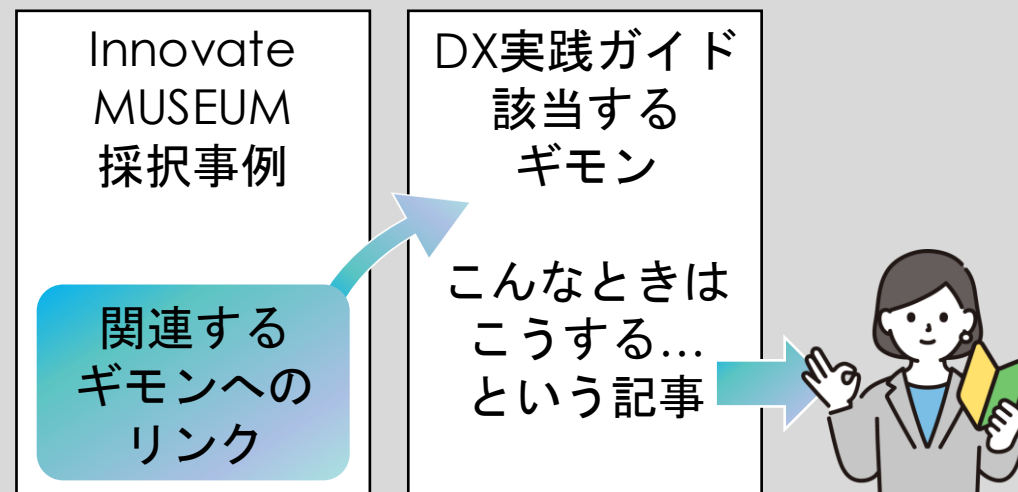 Innovate
MUSEUM
採択事例
関連する
ギモンへの
リンク
DX実践ガイド
該当する
ギモン
こんなときは
こうする…
という記事